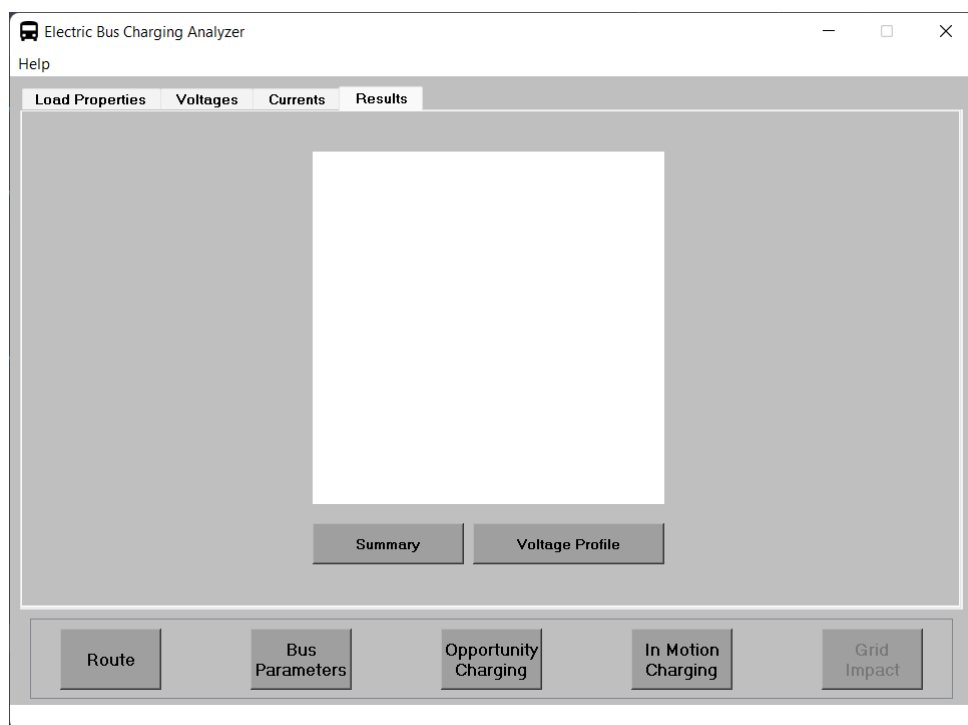 Electric Bus Charging Analyzer
Help
Load Properties Voltages Currents Results
Summary Voltage Profile
Route
Bus
Parameters
Opportunity
Charging
In Motion
Charging
Grid
Impact